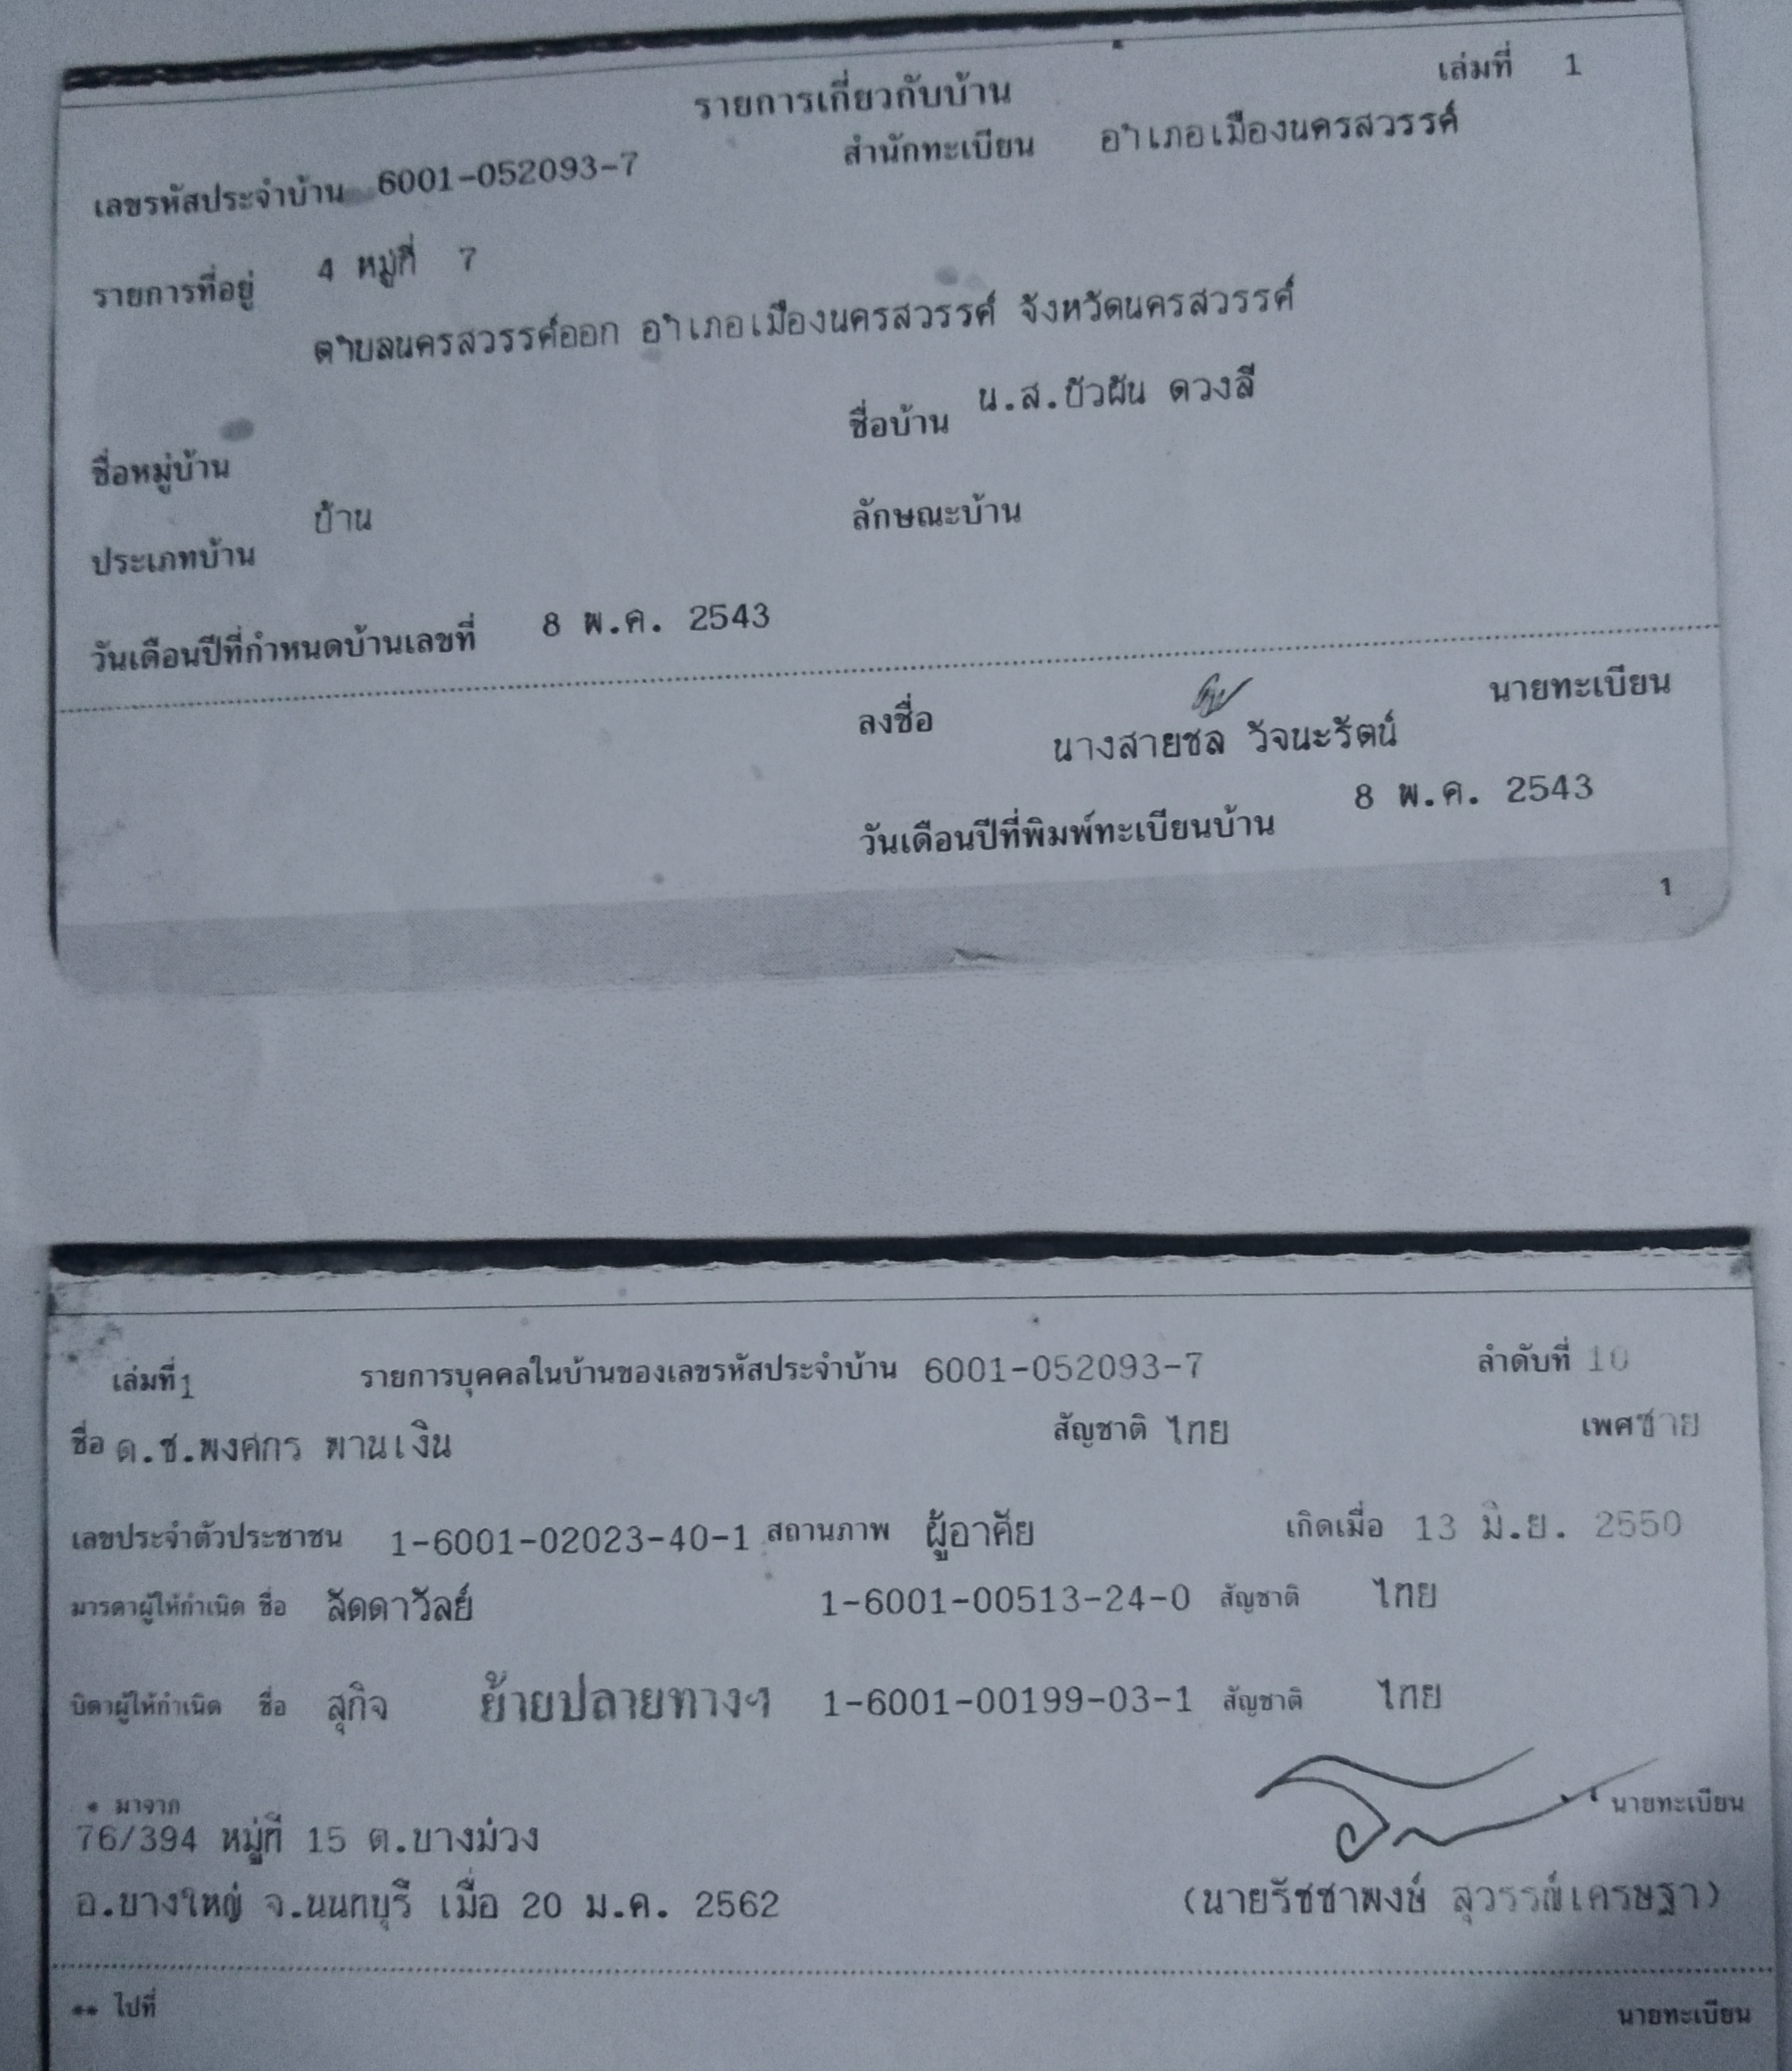 เล่มที่ 1
รายการเกี่ยวกับบ้าน
เลขรหัสประจำบ้าน 6001-052093-7 สำนักทะเบียน อำเภอเมืองนครสวรรค์
รายการที่อยู่ 4 หมู่ที่ 7
ตำบลนครสวรรค์ออก อำเภอเมืองนครสวรรค์ จังหวัดนครสวรรค์
ชื่อหมู่บ้าน ชื่อบ้าน น.ส.บัวผัน ดวงลี
ประเภทบ้าน บ้าน ลักษณะบ้าน
วันเดือนปีที่กำหนดบ้านเลขที่ 8 พ.ค. 2543
ลงชื่อ นายทะเบียน
นางสายชล วัจนะรัตน์
วันเดือนปีที่พิมพ์ทะเบียนบ้าน 8 พ.ค. 2543
1
เล่มที่ 1 รายการบุคคลในบ้านของเลขรหัสประจำบ้าน 6001-052093-7 ลำดับที่ 10
ชื่อ ด.ช.พงศกร พานเงิน สัญชาติ ไทย เพศ ชาย
เลขประจำตัวประชาชน 1-6001-02023-40-1 สถานภาพ ผู้อาศัย เกิดเมื่อ 13 มิ.ย. 2550
มารดาผู้ให้กำเนิด ชื่อ ลัดดาวัลย์ 1-6001-00513-24-0 สัญชาติ ไทย
บิดาผู้ให้กำเนิด ชื่อ สุกิจ ย้ายปลายทางฯ 1-6001-00199-03-1 สัญชาติ ไทย
* มาจาก นายทะเบียน
76/394 หมู่ที่ 15 ต.บางม่วง
อ.บางใหญ่ จ.นนทบุรี เมื่อ 20 ม.ค. 2562 (นายรัชชาพงษ์ สุวรรณ์เศรษฐา)
** ไปที่ นายทะเบียน